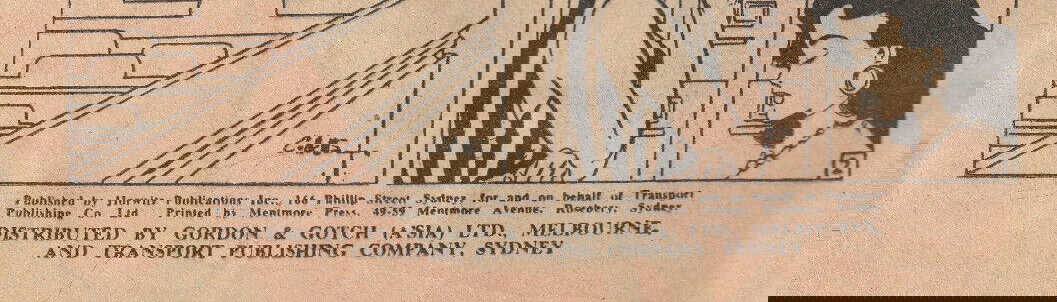 Published by Horwitz Publications Inc., Phillip Street Sydney for and on behalf of Transport
Publishing Co Ltd Printed by Mentmore Press, 49-59 Mentmore Avenue, Rosebery, Sydney
DISTRIBUTED BY GORDON & GOTCH (A'SIA) LTD., MELBOURNE
AND TRANSPORT PUBLISHING COMPANY, SYDNEY